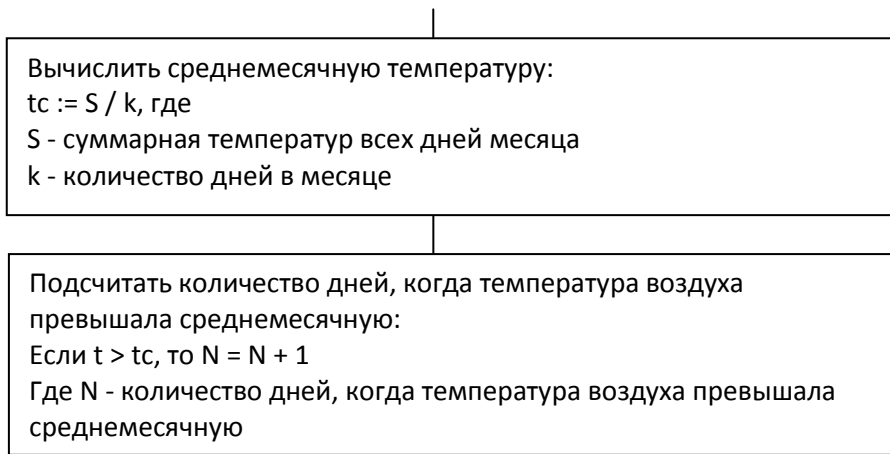 Вычислить среднемесячную температуру:
tc := S / k, где
S - суммарная температур всех дней месяца
k - количество дней в месяце
Подсчитать количество дней, когда температура воздуха
превышала среднемесячную:
Если t > tc, то N = N + 1
Где N - количество дней, когда температура воздуха превышала
среднемесячную